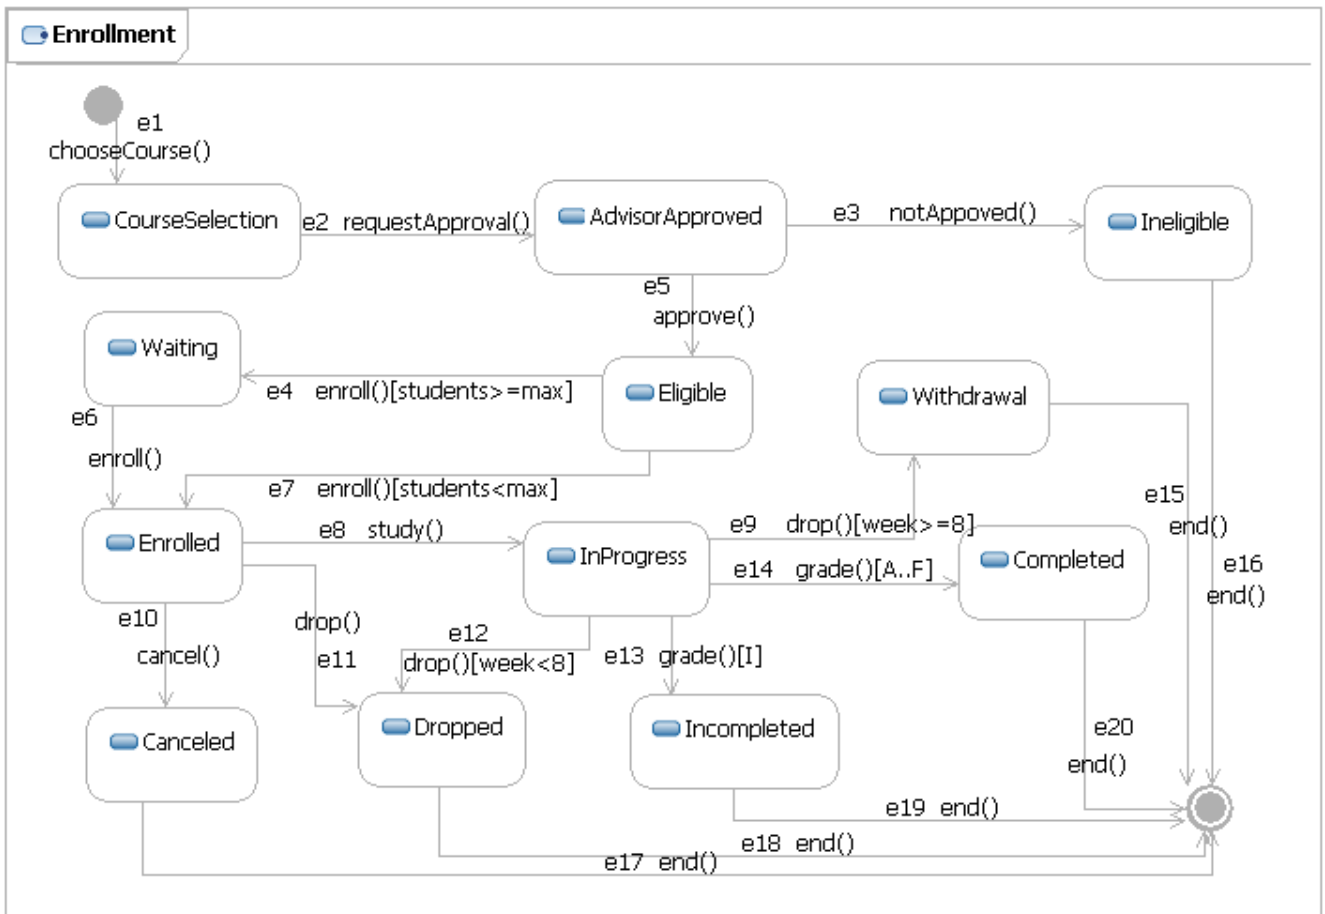 Enrollment
e1
chooseCourse()
CourseSelection
e2 requestApproval()
AdvisorApproved
e3 notAppoved()
Ineligible
e5
approve()
Waiting
e4 enroll()[students>=max]
Eligible
Withdrawal
e6
enroll()
e7 enroll()[students<max]
e15
end()
Enrolled
e8 study()
InProgress
e9 drop()[week>=8]
e14 grade()[A..F]
Completed
e16
end()
e10
cancel()
drop()
e11
e12
drop()[week<8]
e13 grade()[I]
Canceled
Dropped
Incompleted
e20
end()
e19 end()
e18 end()
e17 end()